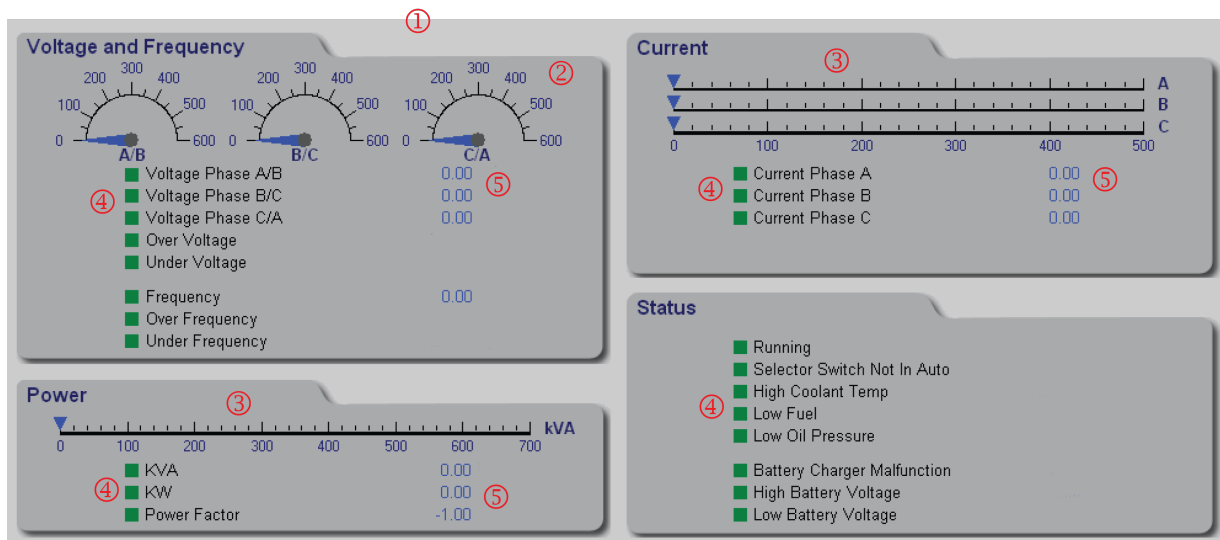 ①
Voltage and Frequency
200 300 400 200 300 400 200 300 400 ②
100 500 100 500 100 500
0 600 0 600 0 600
A/B B/C C/A
④
Voltage Phase A/B 0.00 ⑤
Voltage Phase B/C 0.00
Voltage Phase C/A 0.00
Over Voltage
Under Voltage
Frequency 0.00
Over Frequency
Under Frequency
Power
③
kVA
0 100 200 300 400 500 600 700
KVA 0.00
④ KW 0.00 ⑤
Power Factor -1.00
Current
③
A
B
C
0 100 200 300 400 500
Current Phase A 0.00 ⑤
④ Current Phase B 0.00
Current Phase C 0.00
Status
Running
Selector Switch Not In Auto
High Coolant Temp
④ Low Fuel
Low Oil Pressure
Battery Charger Malfunction
High Battery Voltage
Low Battery Voltage